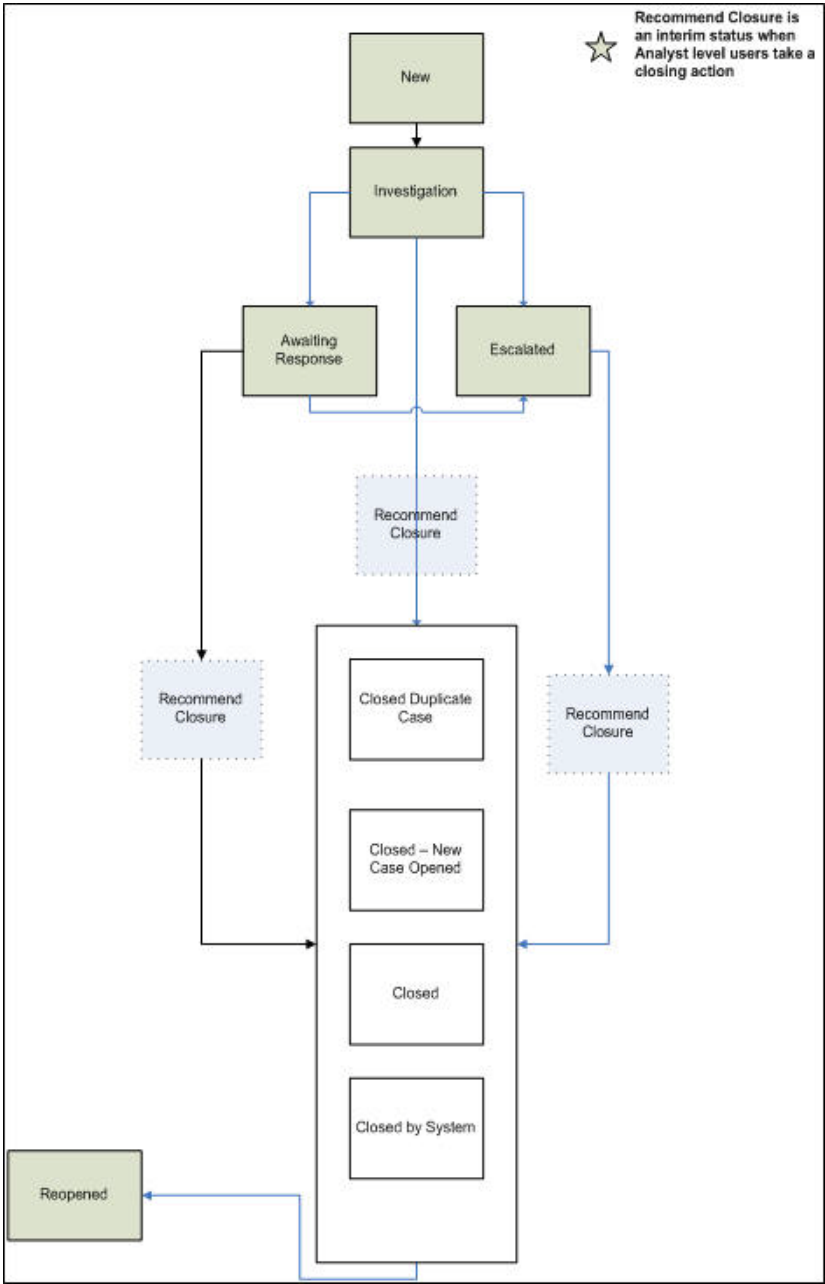 Recommend Closure is
an interim status when
Analyst level users take a
closing action
New
Investigation
Awaiting
Response
Escalated
Recommend
Closure
Recommend
Closure
Closed Duplicate
Case
Recommend
Closure
Closed – New
Case Opened
Closed
Closed by System
Reopened